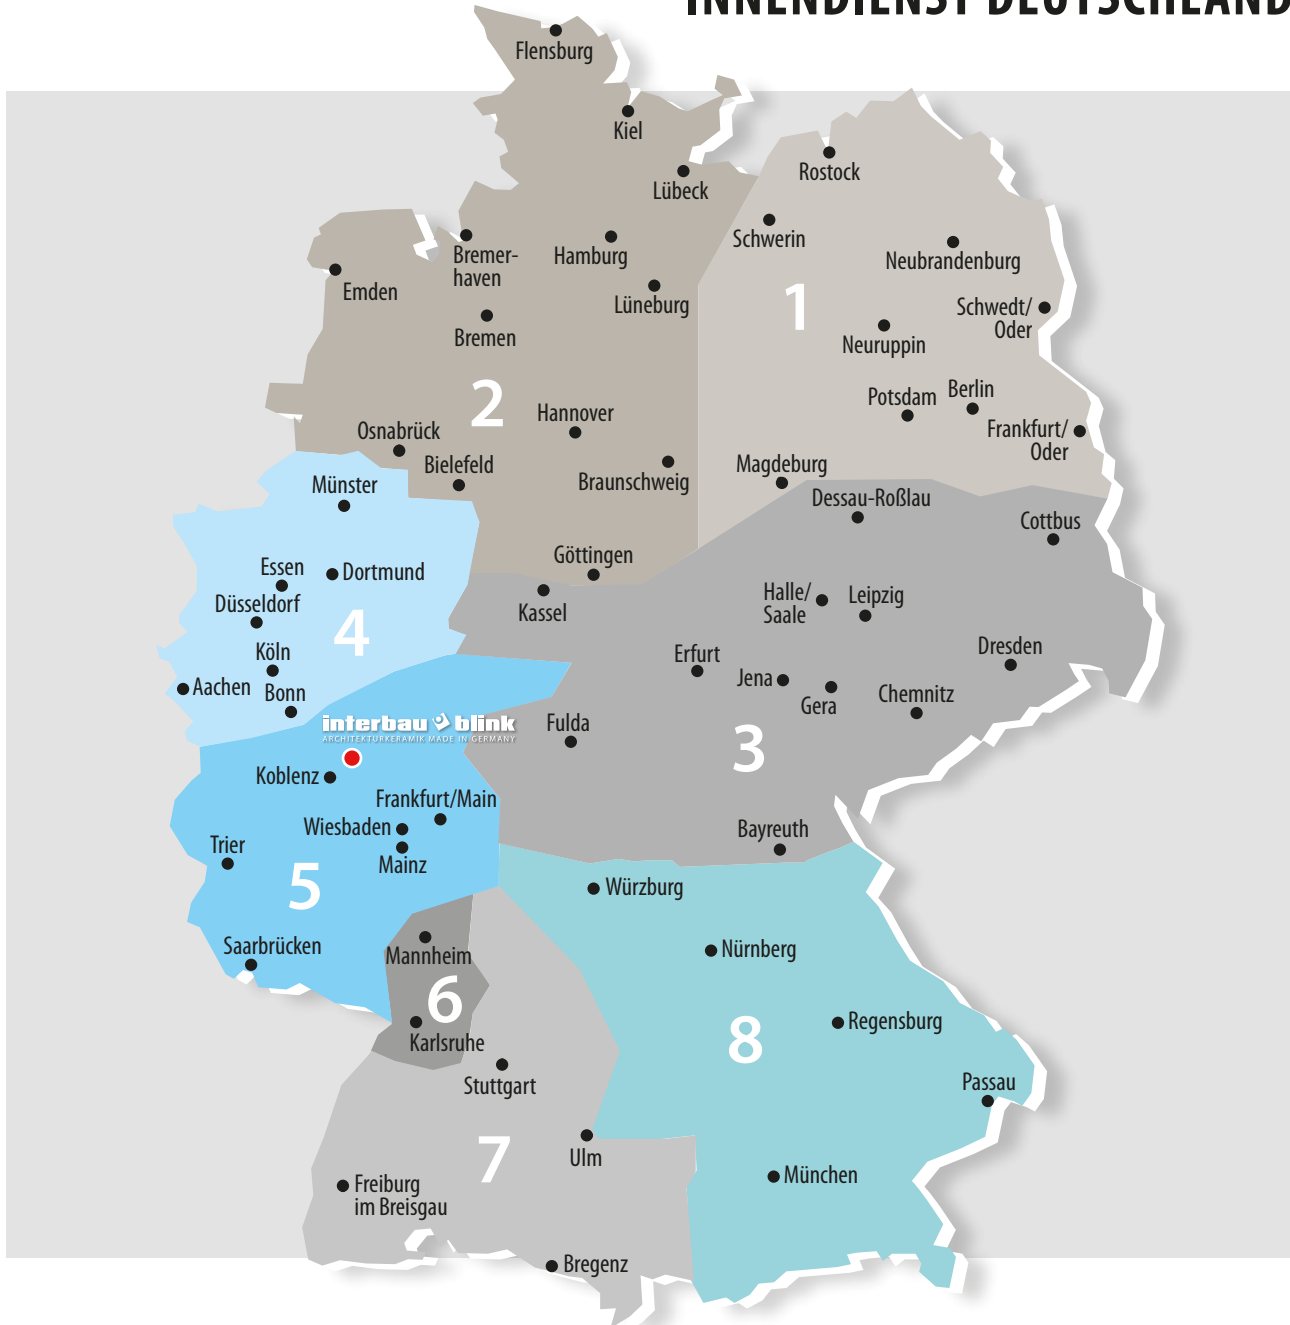 INNENDIENST DEUTSCHLAND
Flensburg
Kiel
Lübeck
Rostock
Schwerin
Bremer-
haven
Hamburg
Neubrandenburg
Emden
Lüneburg
1
Schwedt/
Oder
Bremen
Neuruppin
2
Hannover
Potsdam
Berlin
Osnabrück
Frankfurt/
Oder
Bielefeld
Braunschweig
Magdeburg
Münster
Dessau-Roßlau
Cottbus
Göttingen
Essen
Dortmund
Düsseldorf
Kassel
Halle/
Saale
Leipzig
4
Köln
Erfurt
Dresden
Aachen
Bonn
Jena
Gera
Chemnitz
interbau blink
ARCHITEKTURKERAMIK MADE IN GERMANY
Fulda
3
Koblenz
Frankfurt/Main
Wiesbaden
Bayreuth
Trier
Mainz
5
Würzburg
Saarbrücken
Mannheim
Nürnberg
6
Regensburg
8
Karlsruhe
Stuttgart
Passau
7
Ulm
München
Freiburg
im Breisgau
Bregenz